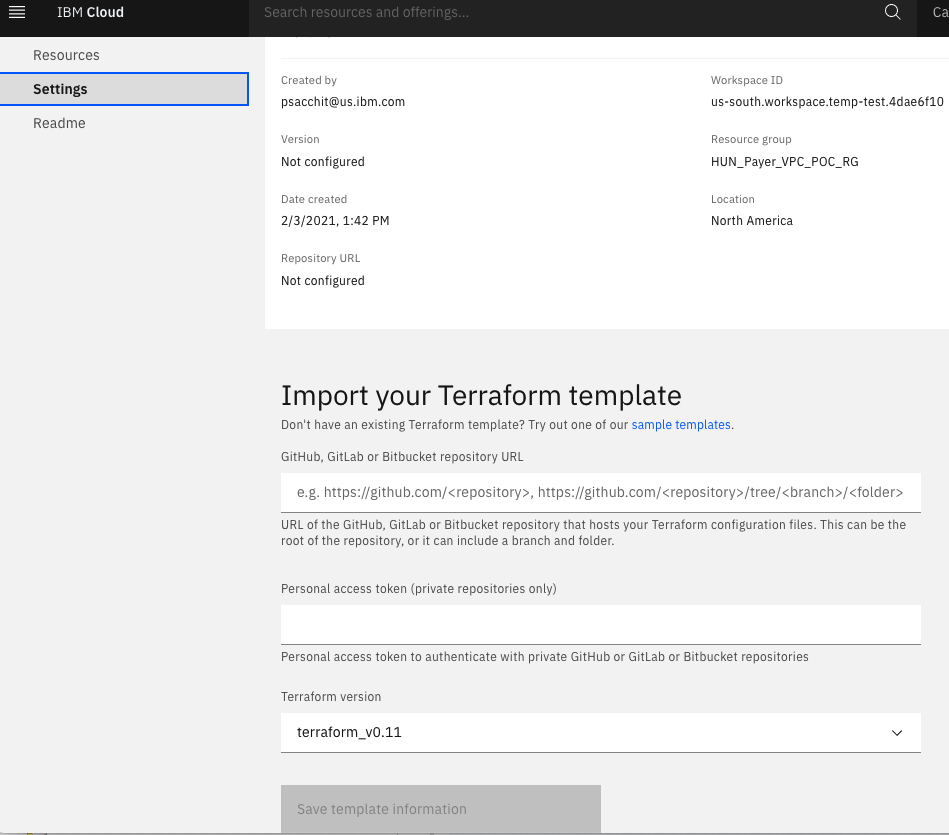 IBM Cloud
Search resources and offerings...
Ca
Resources
Settings
Readme
Created by
psacchit@us.ibm.com
Workspace ID
us-south.workspace.temp-test.4dae6f10
Version
Not configured
Resource group
HUN_Payer_VPC_POC_RG
Date created
2/3/2021, 1:42 PM
Location
North America
Repository URL
Not configured
Import your Terraform template
Don't have an existing Terraform template? Try out one of our sample templates.
GitHub, GitLab or Bitbucket repository URL
e.g. https://github.com/<repository>, https://github.com/<repository>/tree/<branch>/<folder>
URL of the GitHub, GitLab or Bitbucket repository that hosts your Terraform configuration files. This can be the
root of the repository, or it can include a branch and folder.
Personal access token (private repositories only)
Personal access token to authenticate with private GitHub or GitLab or Bitbucket repositories
Terraform version
terraform_v0.11
Save template information